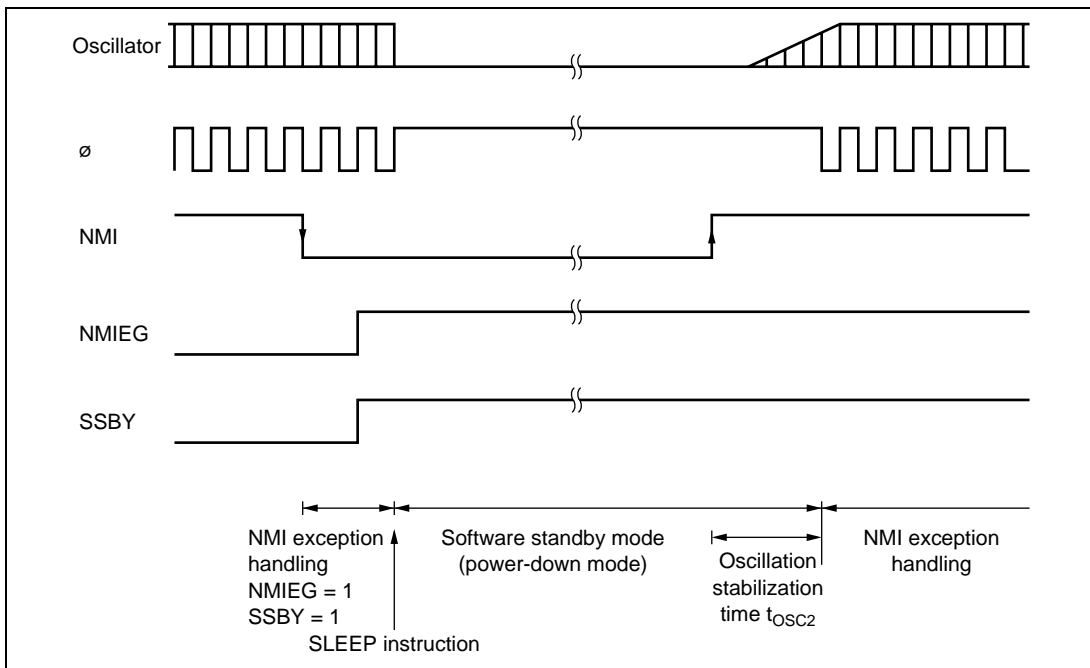 Oscillator
ø
NMI
NMIEG
SSBY
NMI exception
handling
NMIEG = 1
SSBY = 1
SLEEP instruction
Software standby mode
(power-down mode)
Oscillation
stabilization
time tOSC2
NMI exception
handling